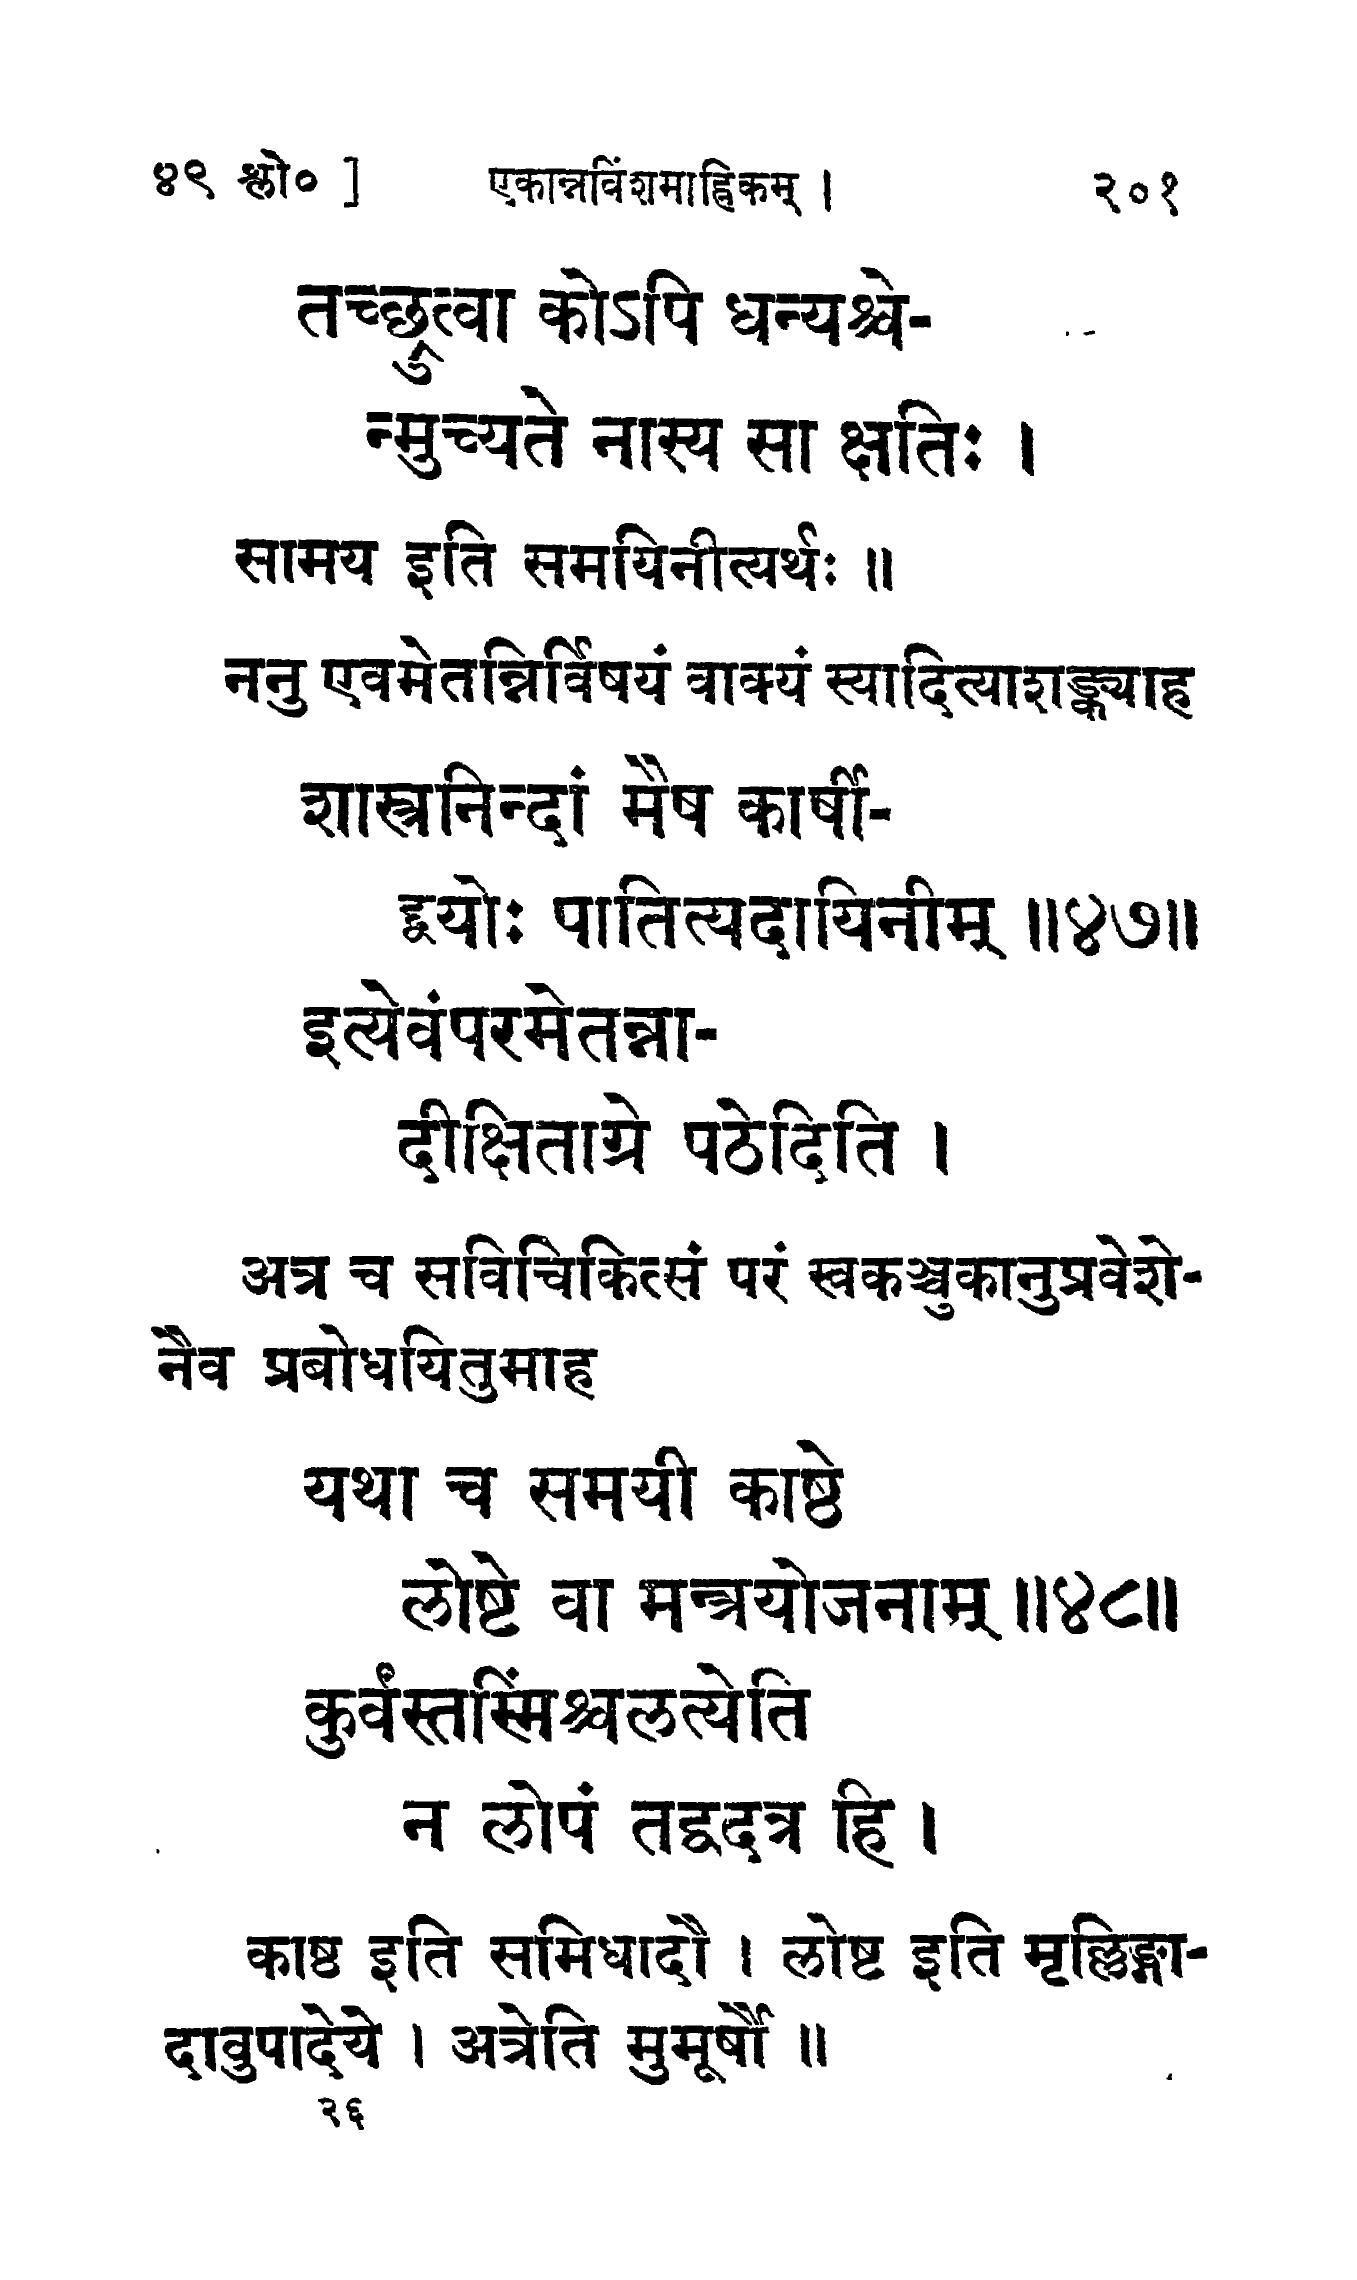 ४९ श्लो० ]	एकान्नविंशमाह्निकम् ।	२०१
तच्छ्रुत्वा कोऽपि धन्यश्चे-
न्मुच्यते नास्य सा क्षतिः ।
सामय इति समयिनीत्यर्थः ॥
ननु एवमेतन्निर्विषयं वाक्यं स्यादित्याशङ्क्याह
शास्त्रनिन्दां मैष कार्षी-
द्द्वयोः पातित्यदायिनीम् ॥४७॥
इत्येवंपरमेतन्ना-
दीक्षिताग्रे पठेदिति ।
अत्र च सविचिकित्सं परं स्वकञ्चुकानुप्रवेशे-
नैव प्रबोधयितुमाह
यथा च समयी काष्ठे
लोष्टे वा मन्त्रयोजनाम् ॥४८॥
कुर्वंस्तस्मिंश्चलत्येति
न लोपं तद्वदत्र हि ।
काष्ठ इति समिधादौ । लोष्ट इति मृल्लिङ्गा-
दावुपादेये । अत्रेति मुमूर्षौ ॥
२६